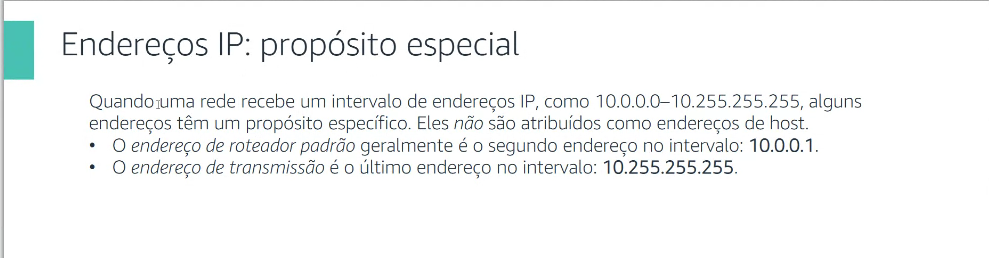 Endereços IP: propósito especial
Quando uma rede recebe um intervalo de endereços IP, como 10.0.0.0–10.255.255.255, alguns
endereços têm um propósito específico. Eles não são atribuídos como endereços de host.
• O endereço de roteador padrão geralmente é o segundo endereço no intervalo: 10.0.0.1.
• O endereço de transmissão é o último endereço no intervalo: 10.255.255.255.